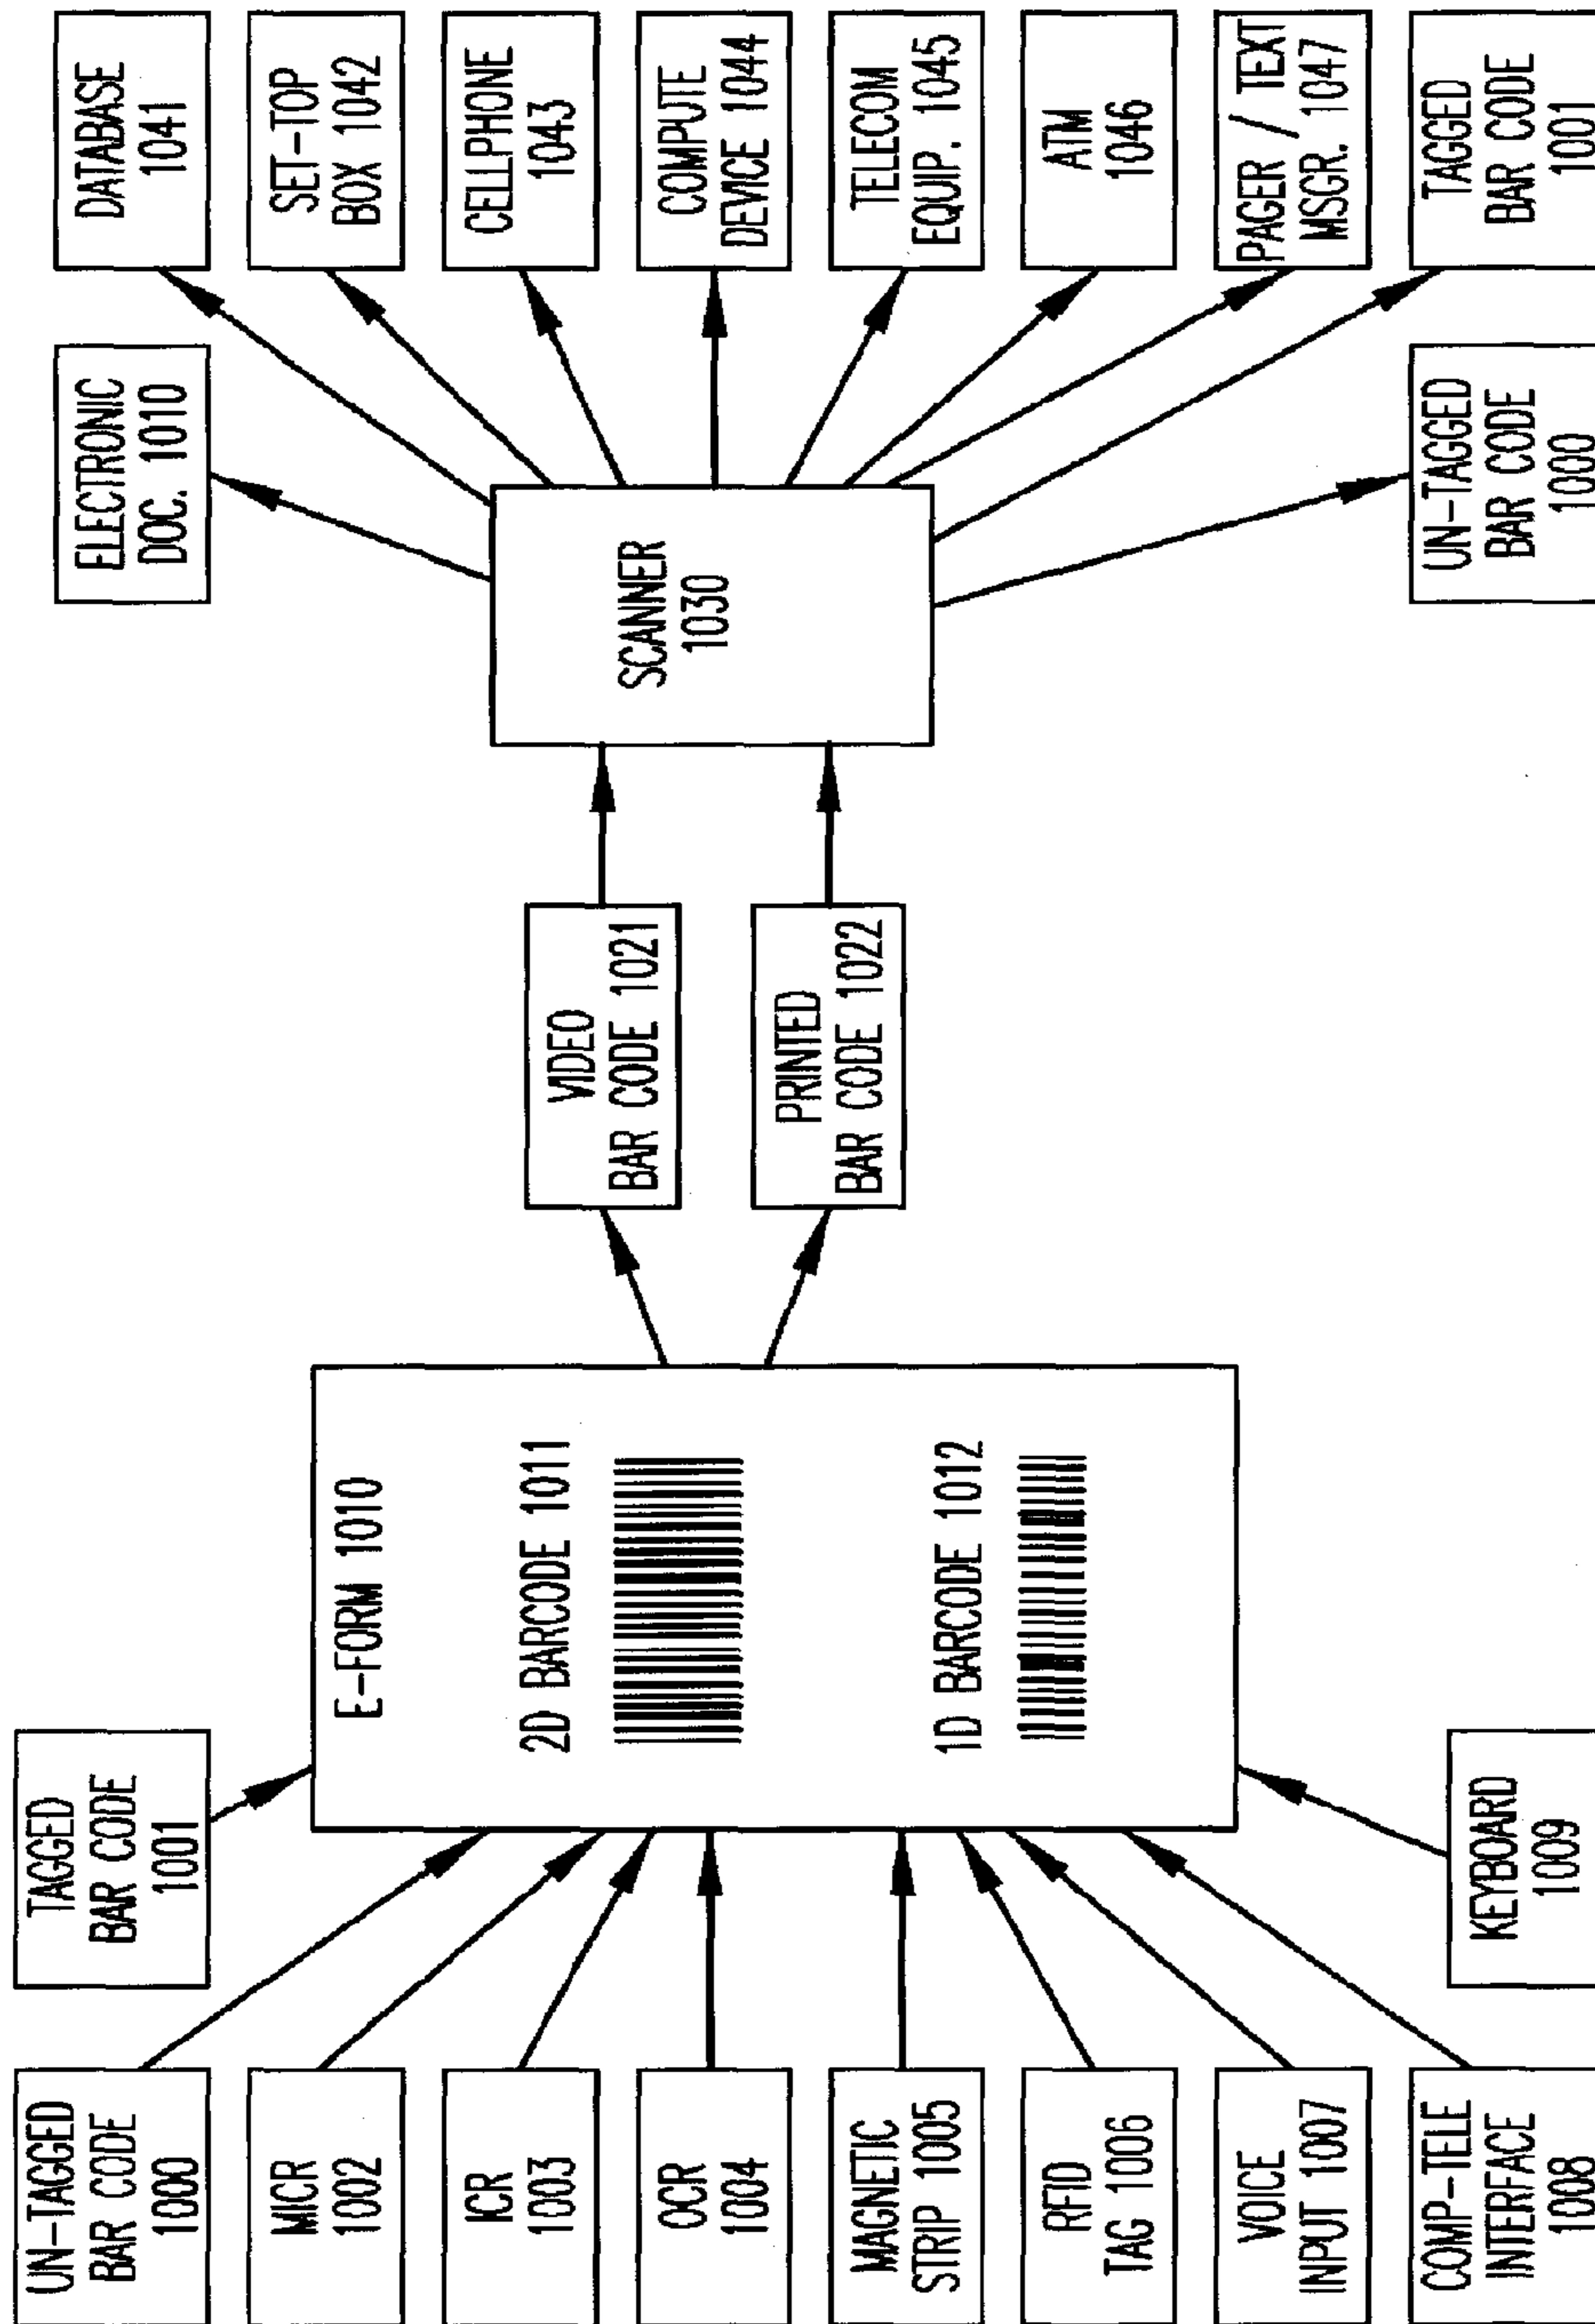 UN-TAGGED
BAR CODE
1000
TAGGED
BAR CODE
1001
MICR
1002
ICR
1003
OCR
1004
MAGNETIC
STRIP 1005
RFID
TAG 1006
VOICE
INPUT 1007
COMP-TELE
INTERFACE
1008
KEYBOARD
1009
E-FORM 1010
2D BARCODE 1011
1D BARCODE 1012
VIDEO
BAR CODE 1021
PRINTED
BAR CODE 1022
SCANNER
1030
ELECTRONIC
DOC. 1010
DATABASE
1041
SET-TOP
BOX 1042
CELLPHONE
1043
COMPUTE
DEVICE 1044
TELECOM
EQUIP. 1045
ATM
1046
PAGER / TEXT
MSGR. 1047
TAGGED
BAR CODE
1001
UN-TAGGED
BAR CODE
1000